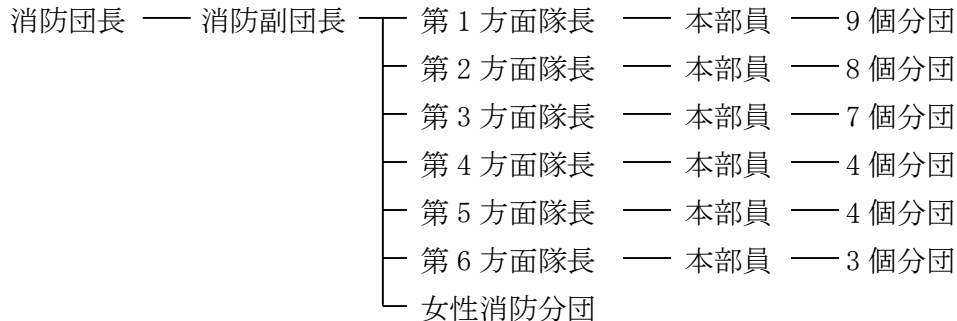 消防団長 消防副団長 第1方面隊長 本部員 9個分団
第2方面隊長 本部員 8個分団
第3方面隊長 本部員 7個分団
第4方面隊長 本部員 4個分団
第5方面隊長 本部員 4個分団
第6方面隊長 本部員 3個分団
女性消防分団